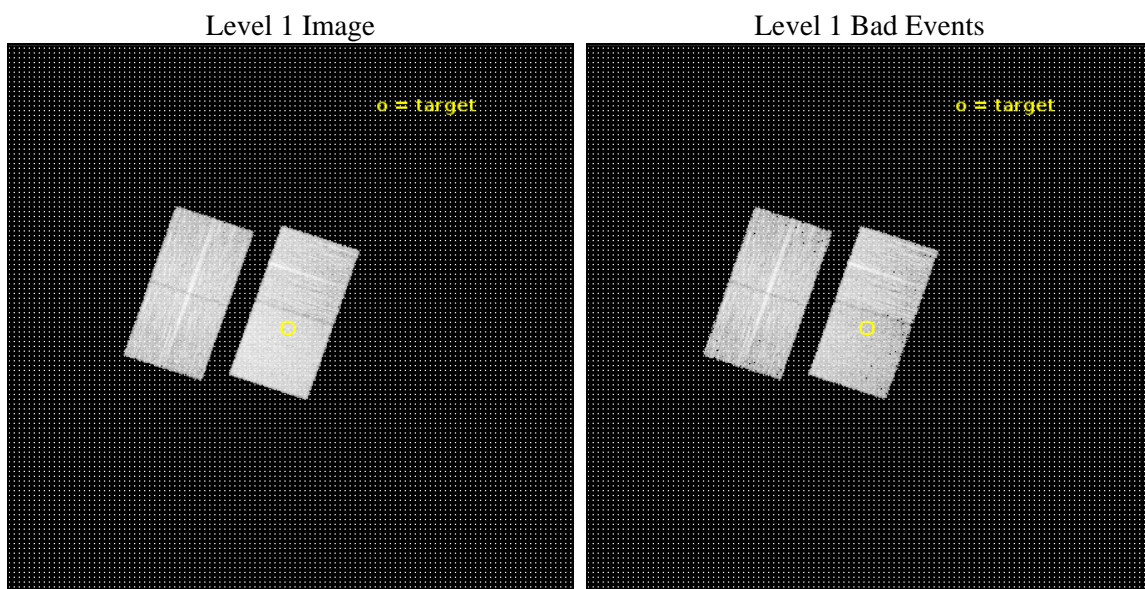 Level 1 Image
Level 1 Bad Events
o = target
o = target